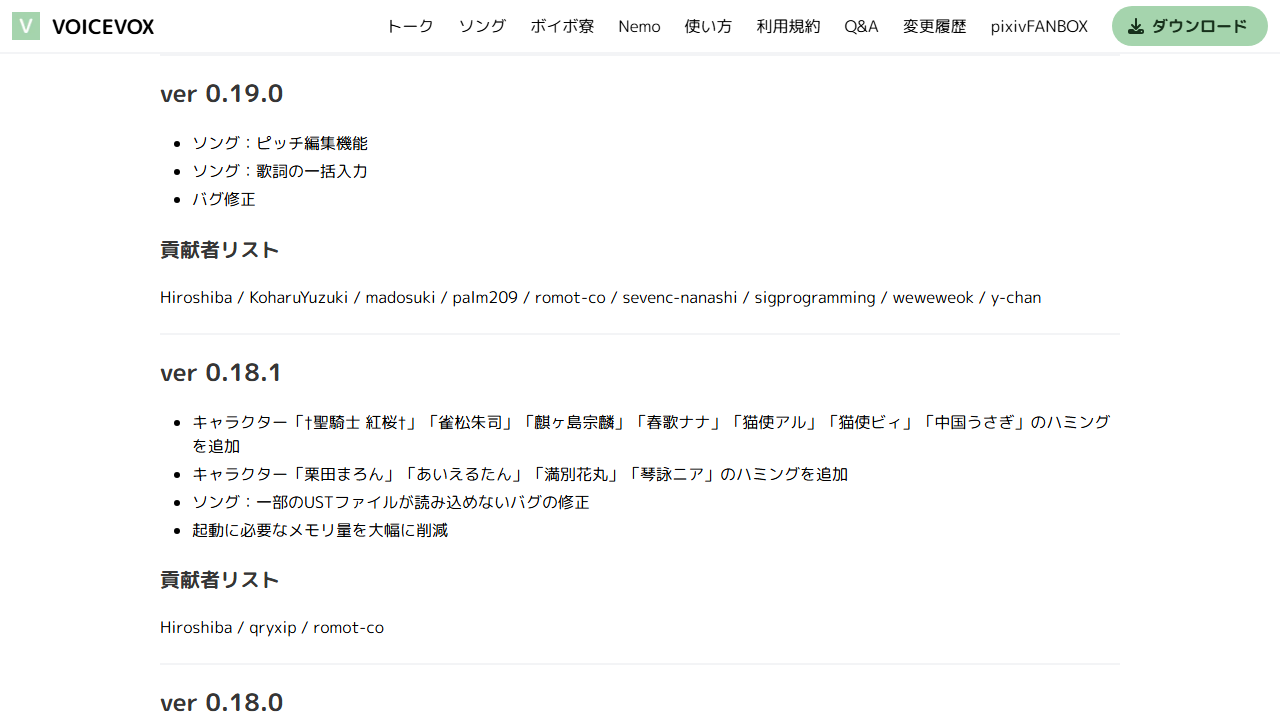 V VOICEVOX トーク ソング ボイボ寮 Nemo 使い方 利用規約 Q&A 変更履歴 pixivFANBOX ダウンロード
ver 0.19.0
ソング：ピッチ編集機能
ソング：歌詞の一括入力
バグ修正
貢献者リスト
Hiroshiba / KoharuYuzuki / madosuki / palm209 / romot-co / sevenc-nanashi / sigprogramming / weweweok / y-chan
ver 0.18.1
キャラクター「†聖騎士 紅桜†」「雀松朱司」「麒ヶ島宗麟」「春歌ナナ」「猫使アル」「猫使ビィ」「中国うさぎ」のハミング
を追加
キャラクター「栗田まろん」「あいえるたん」「満別花丸」「琴詠ニア」のハミングを追加
ソング：一部のUSTファイルが読み込めないバグの修正
起動に必要なメモリ量を大幅に削減
貢献者リスト
Hiroshiba / qryxip / romot-co
ver 0.18.0